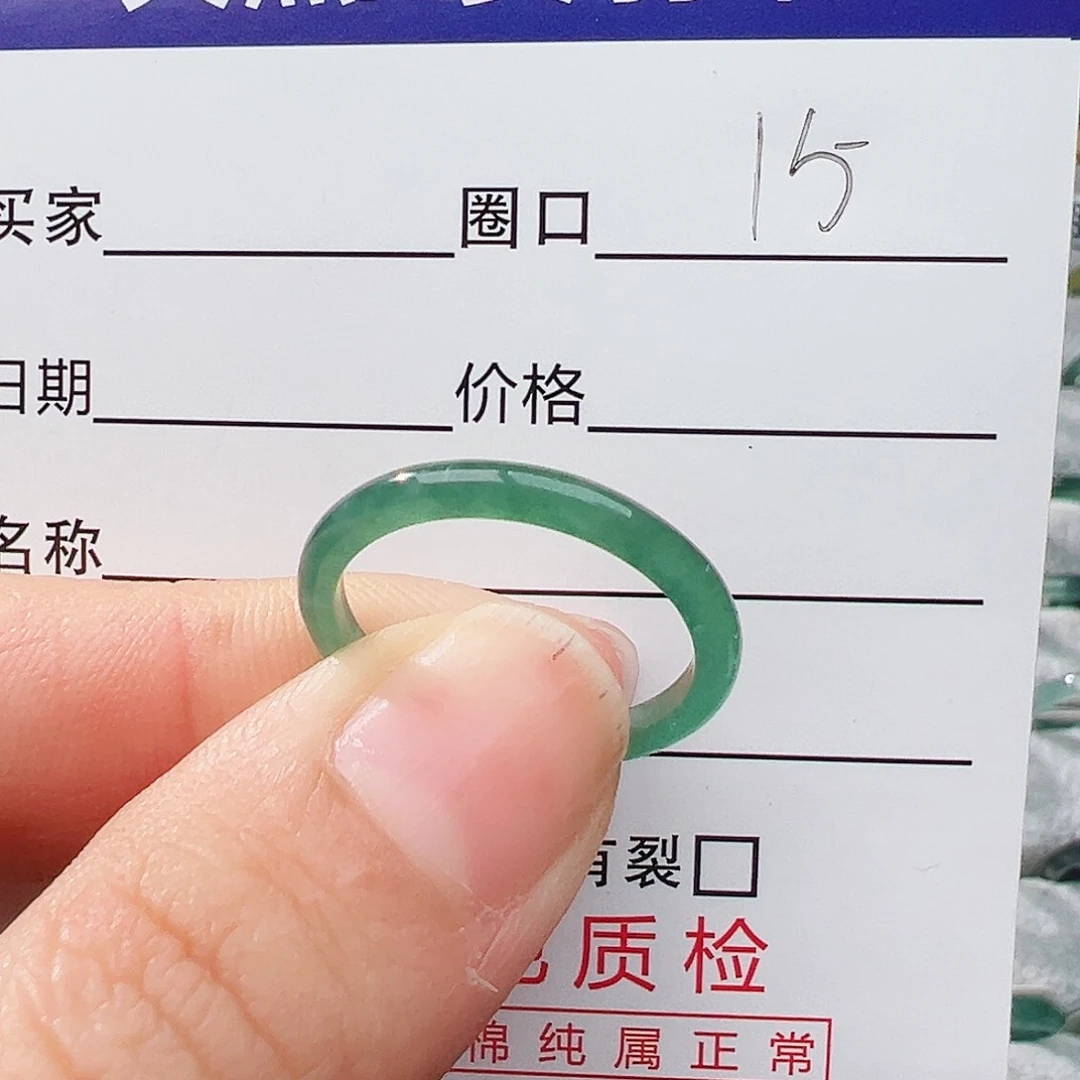 买家 圈口 15
日期 价格
名称
有裂
质检
棉纯属正常